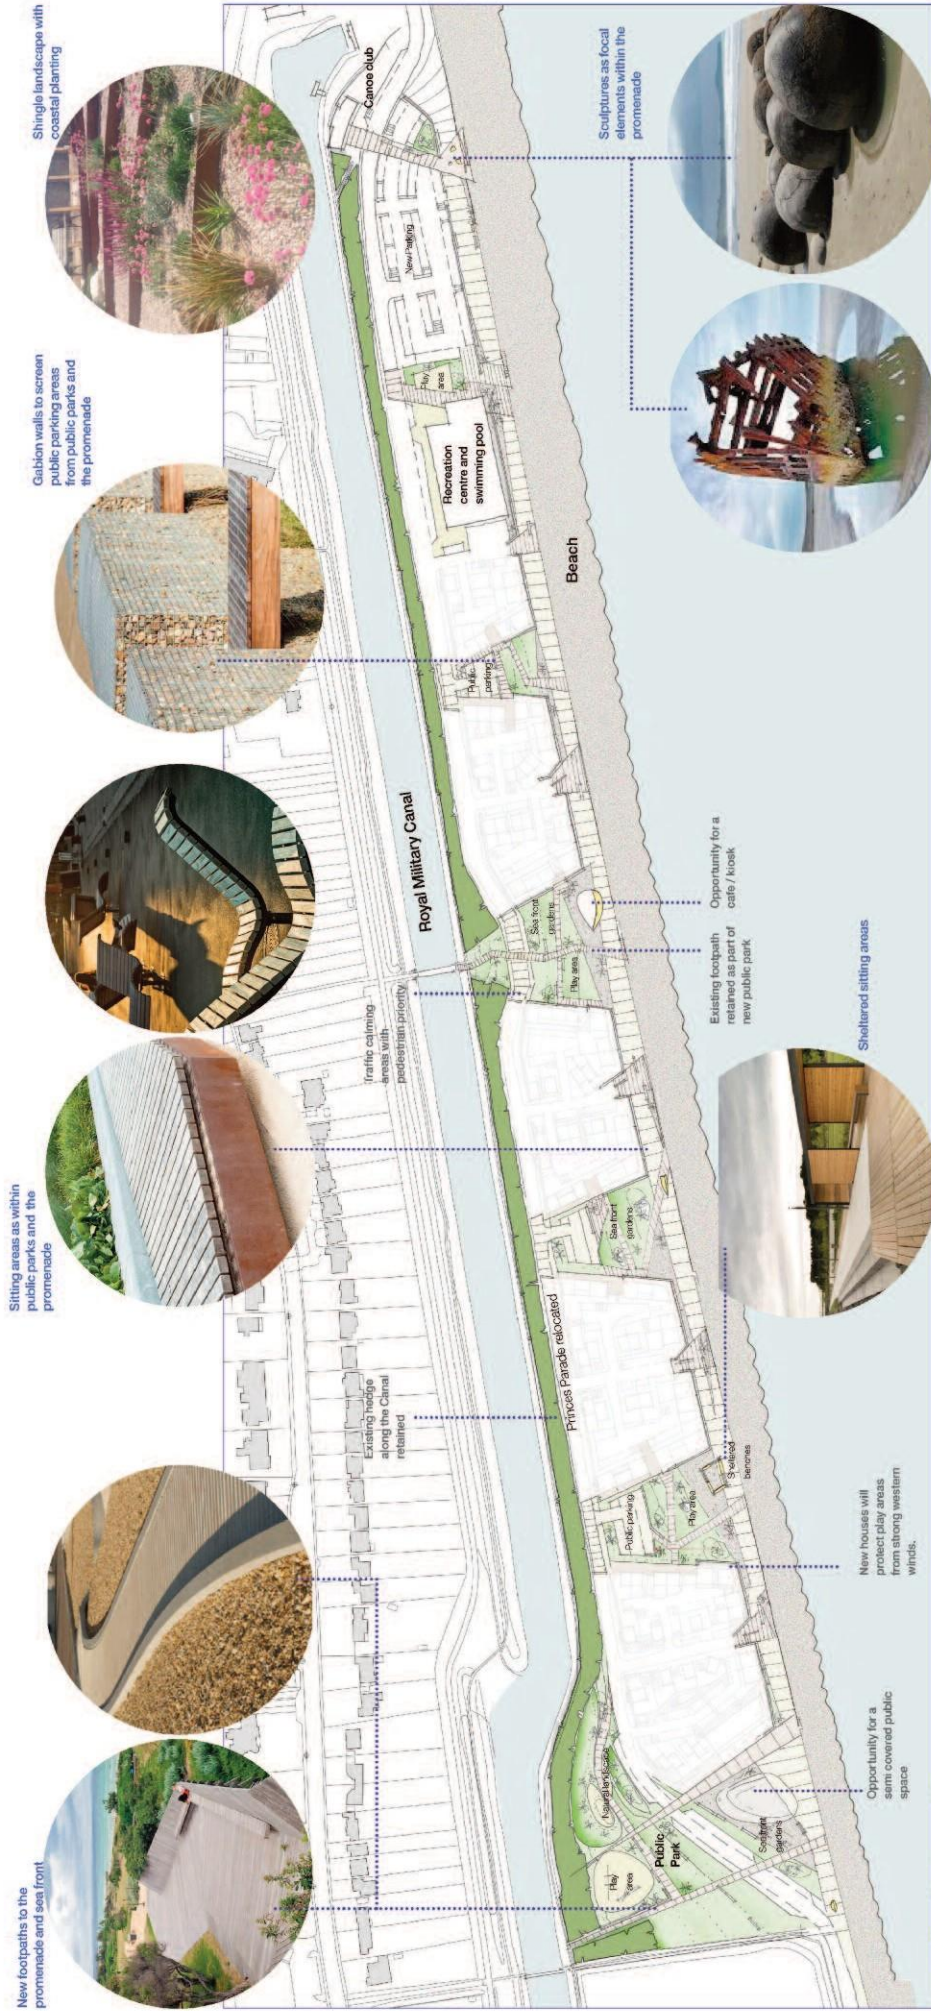 New footpaths to the
promenade and sea front
Sitting areas as within
public parks and the
promenade
Gabion walls to screen
public parking areas
from public parks and
the promenade
Shingle landscape with
coastal planting
Existing hedge
along the Canal
retained
Traffic calming
areas with
pedestrian priority
Royal Military Canal
Canoe club
Princes Parade relocated
Natural landscape
Play
area
Public
Park
Sea front
gardens
Public parking
Play area
Sheltered
benches
Sea front
gardens
Play area
Sea front
gardens
Public
parking
Recreation
centre and
swimming pool
Play
area
New Parking
Beach
Opportunity for a
semi covered public
space
New houses will
protect play areas
from strong western
winds.
Sheltered sitting areas
Existing footpath
retained as part of
new public park
Opportunity for a
cafe / kiosk
Sculptures as focal
elements within the
promenade